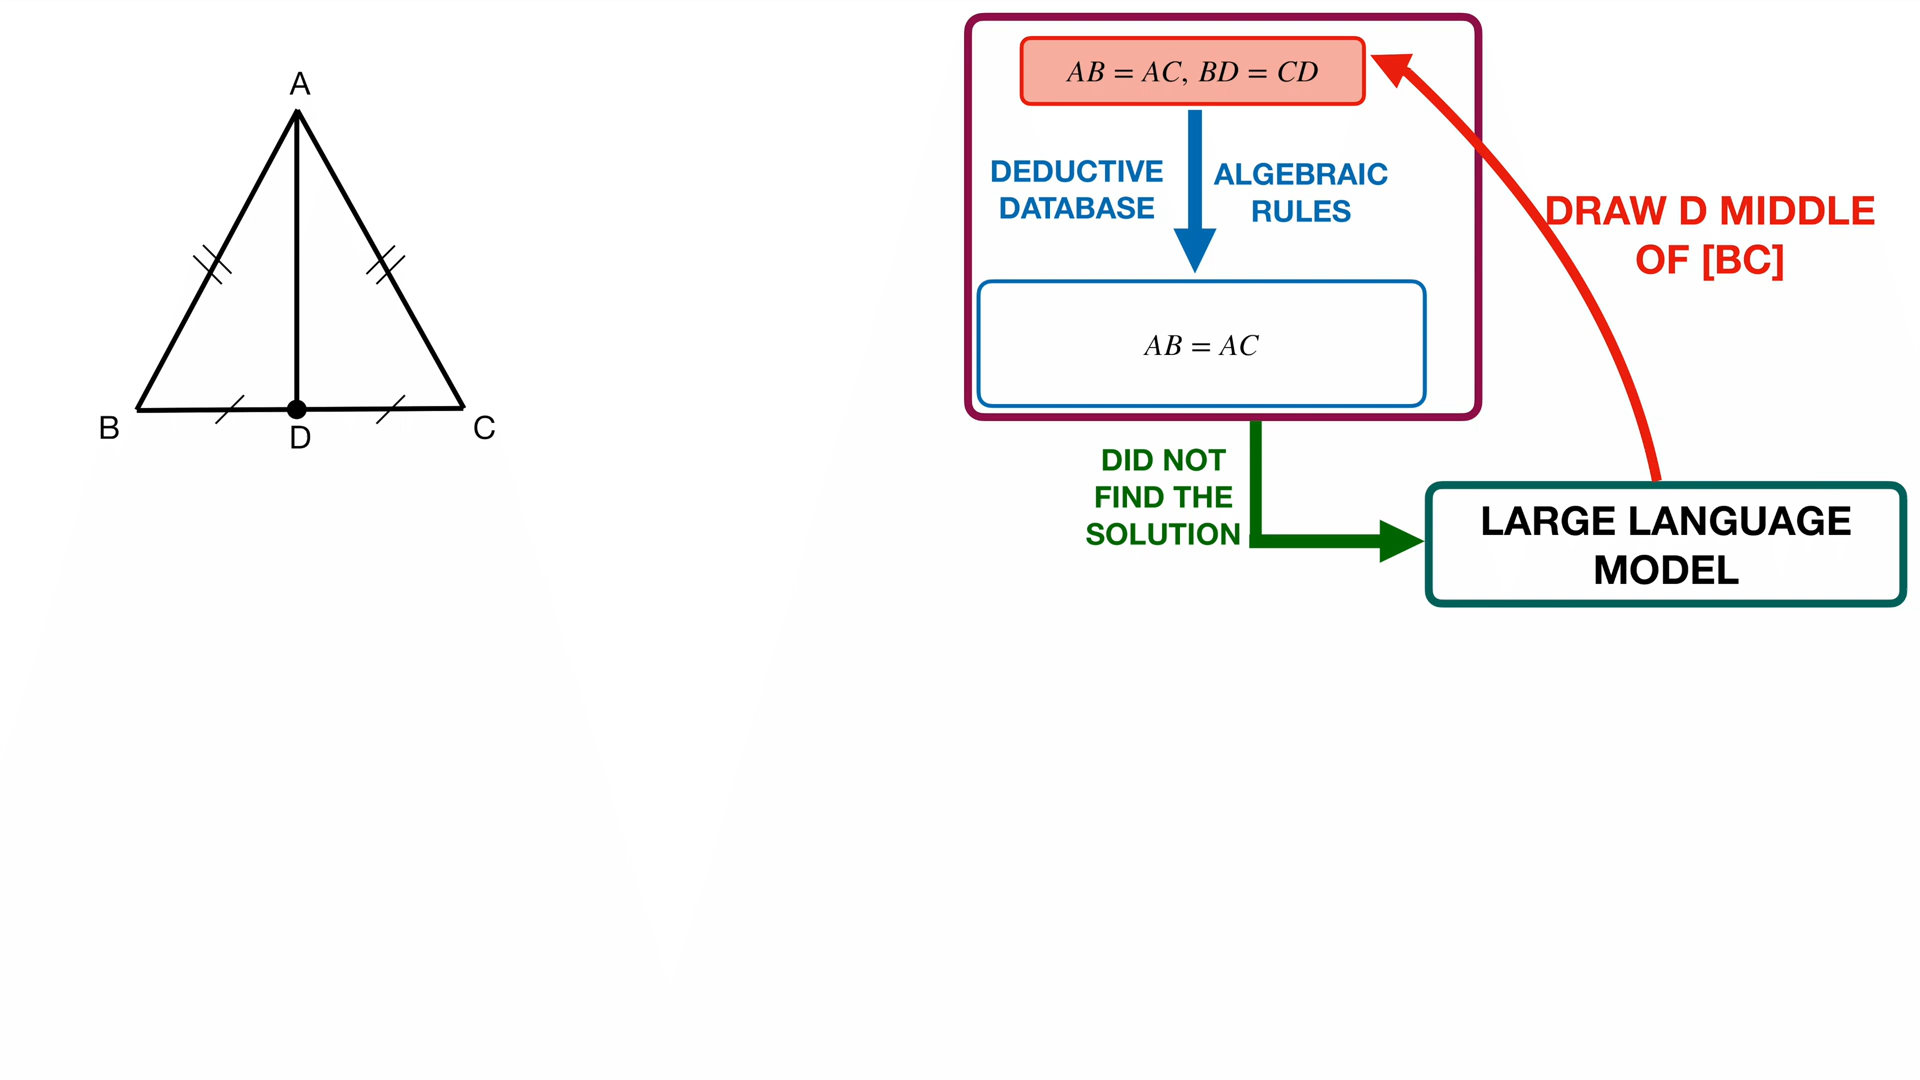 A
B
D
C
AB = AC, BD = CD
DEDUCTIVE
DATABASE
ALGEBRAIC
RULES
AB = AC
DRAW D MIDDLE
OF [BC]
DID NOT
FIND THE
SOLUTION
LARGE LANGUAGE
MODEL